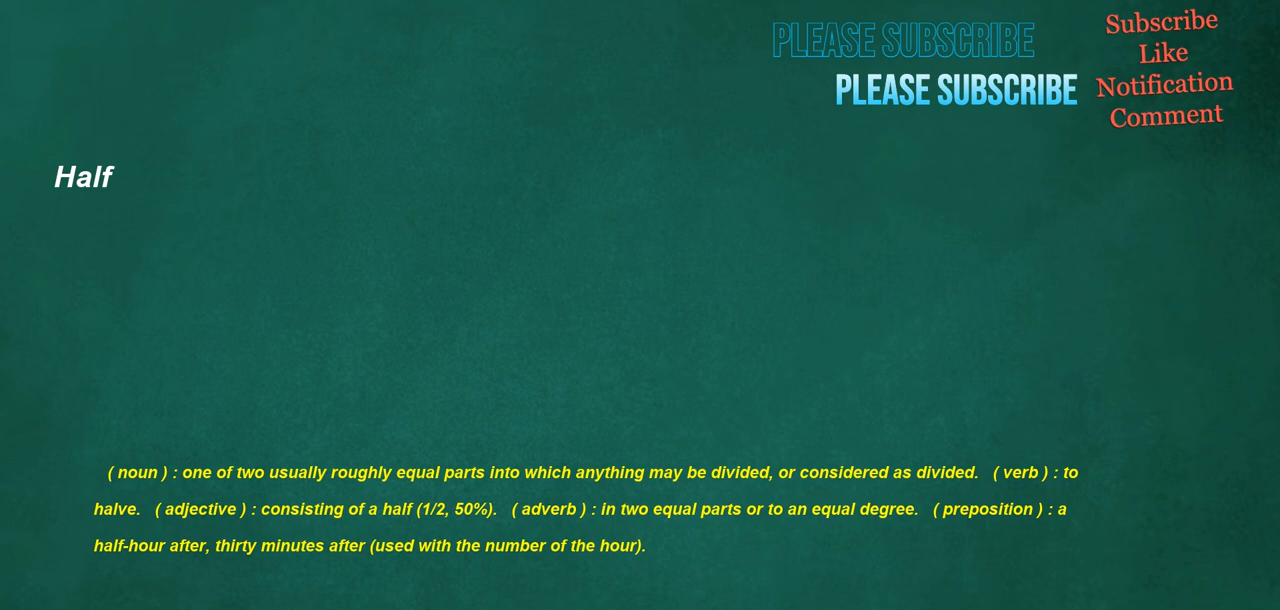 PLEASE SUBSCRIBE
PLEASE SUBSCRIBE
Subscribe
Like
Notification
Comment
Half
( noun ) : one of two usually roughly equal parts into which anything may be divided, or considered as divided. ( verb ) : to
halve. ( adjective ) : consisting of a half (1/2, 50%). ( adverb ) : in two equal parts or to an equal degree. ( preposition ) : a
half-hour after, thirty minutes after (used with the number of the hour).